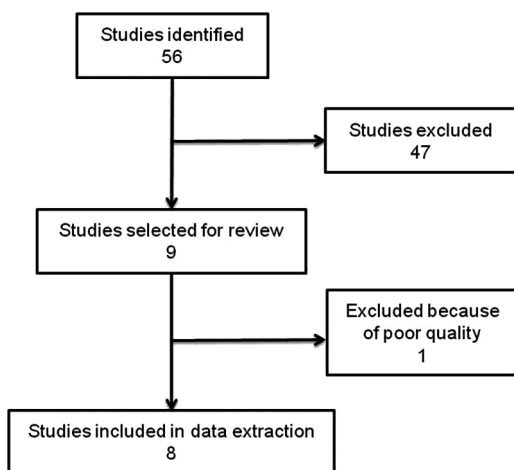 Studies identified
56
Studies excluded
47
Studies selected for review
9
Excluded because
of poor quality
1
Studies included in data extraction
8